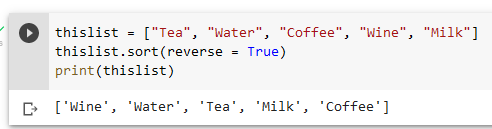 thislist = ["Tea", "Water", "Coffee", "Wine", "Milk"]
thislist.sort(reverse = True)
print(thislist)
['Wine', 'Water', 'Tea', 'Milk', 'Coffee']